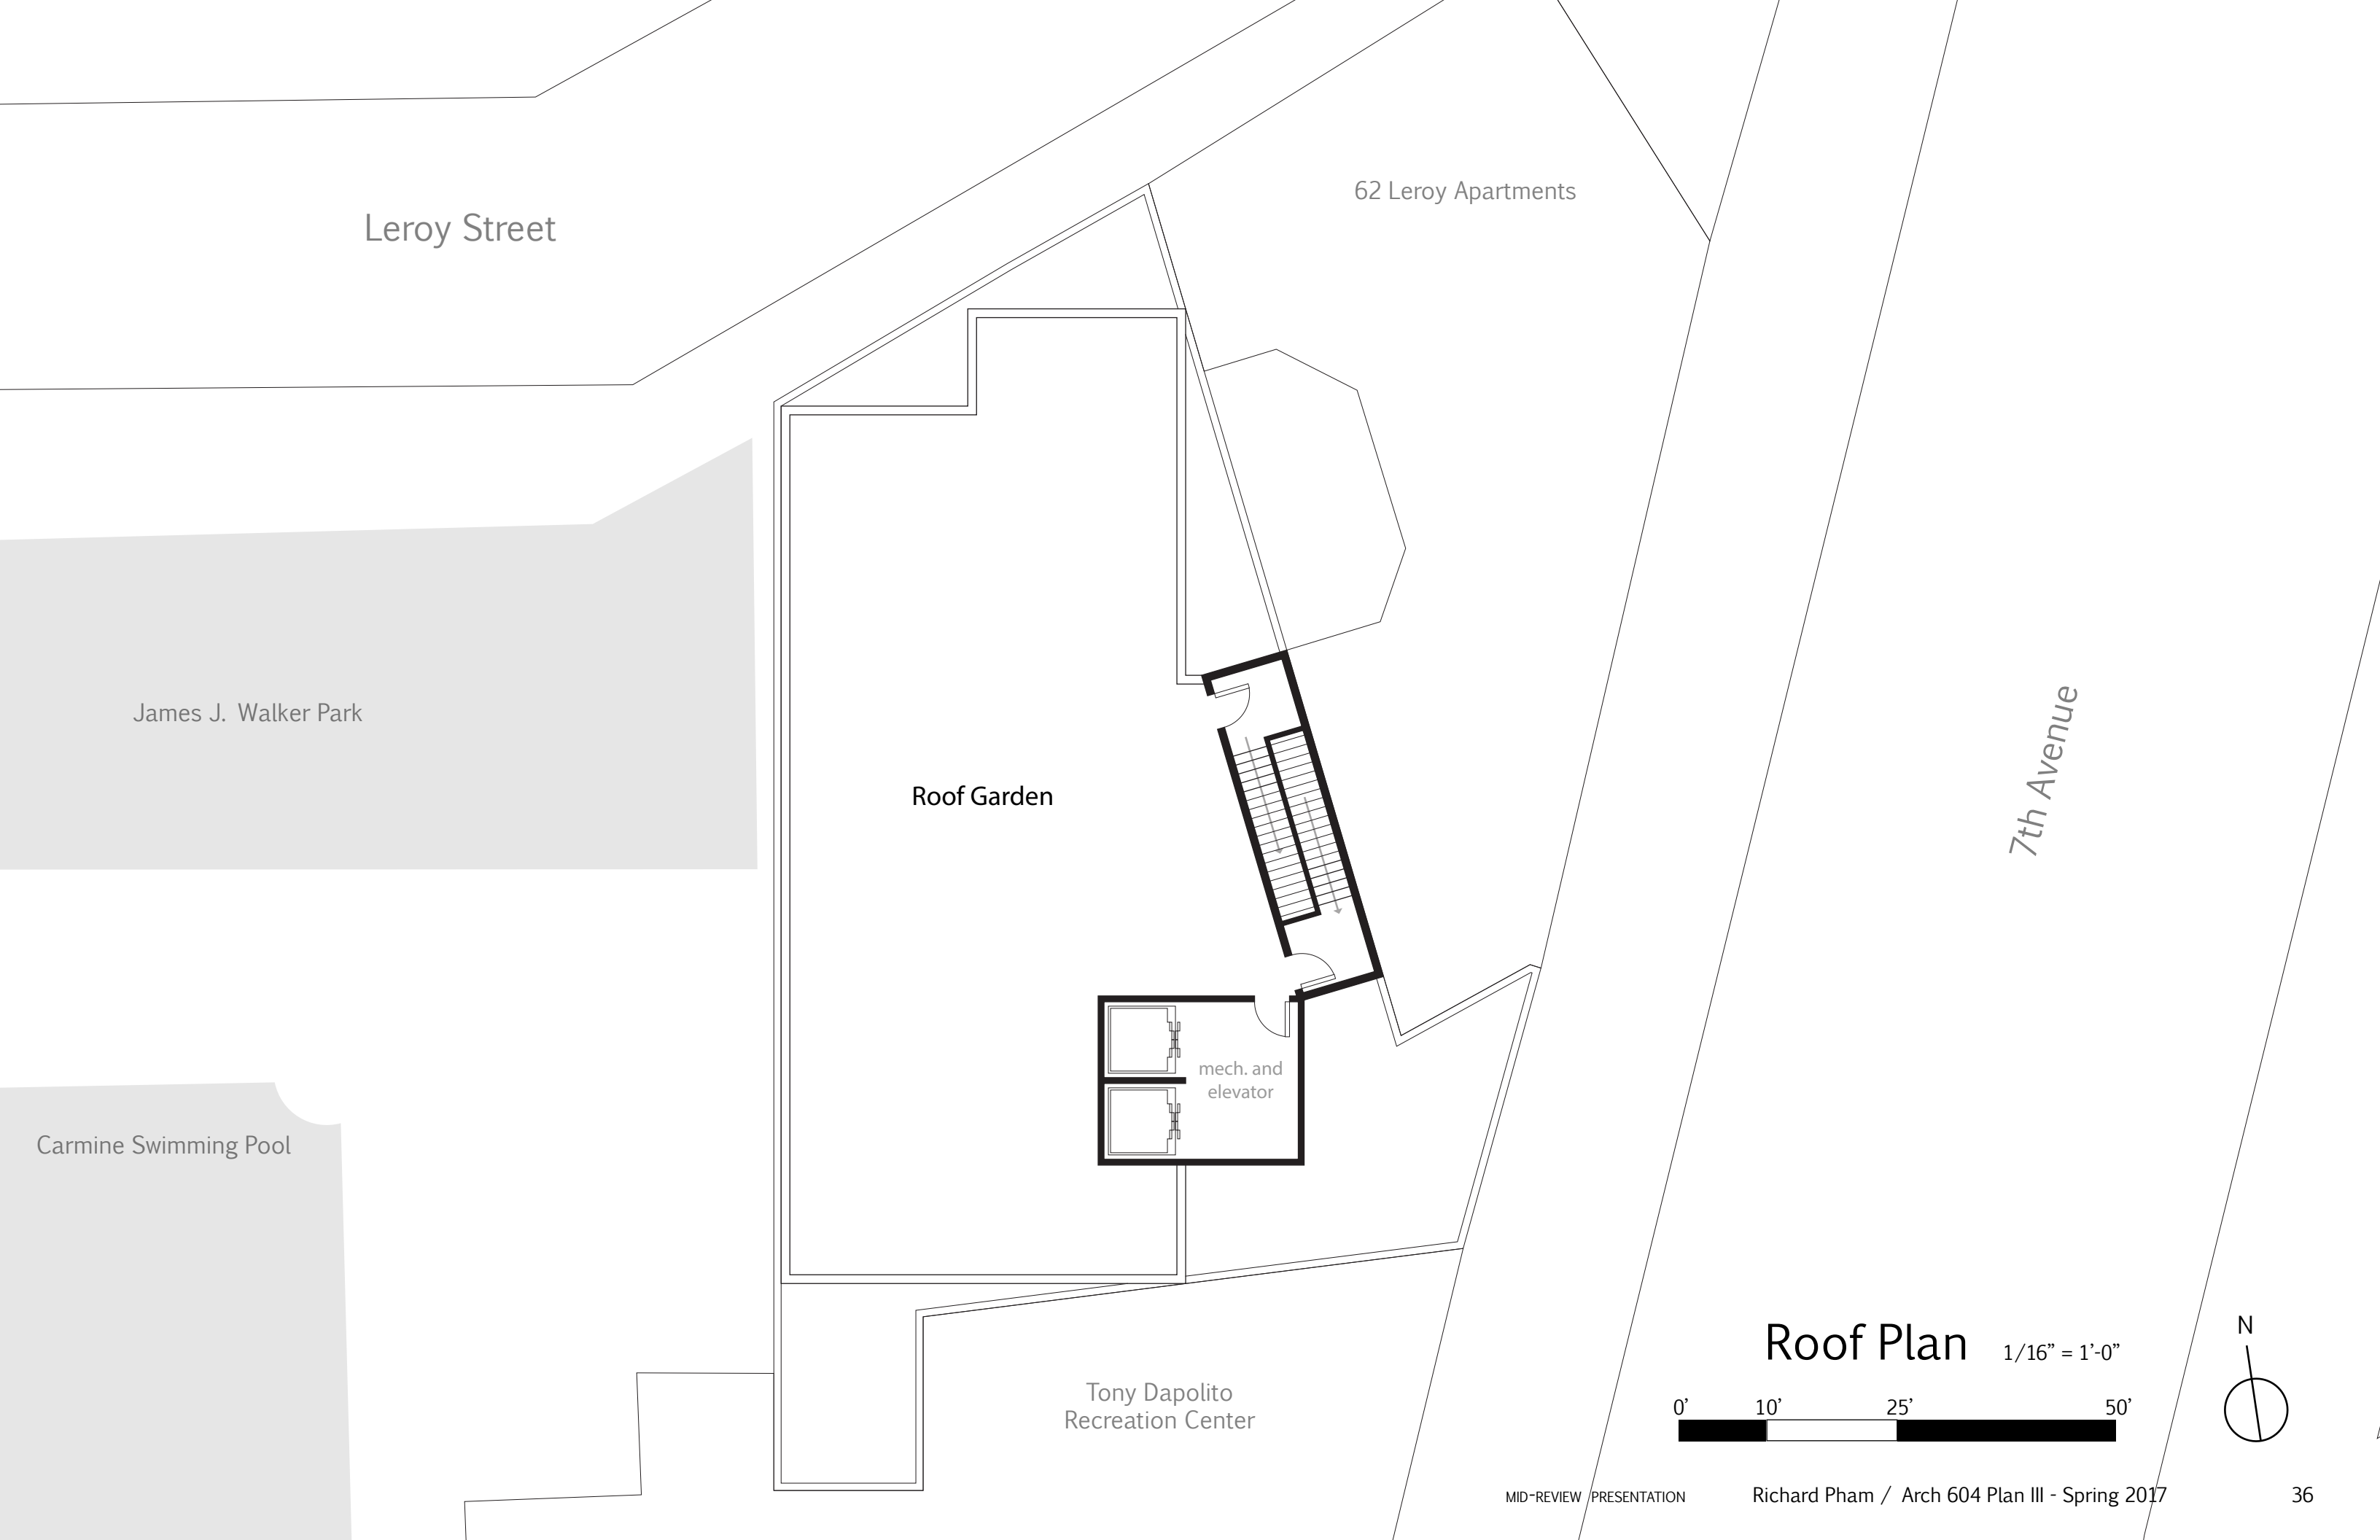 62 Leroy Apartments
Leroy Street
James J. Walker Park
7th Avenue
Roof Garden
mech. and
elevator
Carmine Swimming Pool
Tony Dapolito
Recreation Center
Roof Plan 1/16” = 1’-0”
N
0’ 10’ 25’ 50’
MID-REVIEW PRESENTATION Richard Pham / Arch 604 Plan III - Spring 2017 36